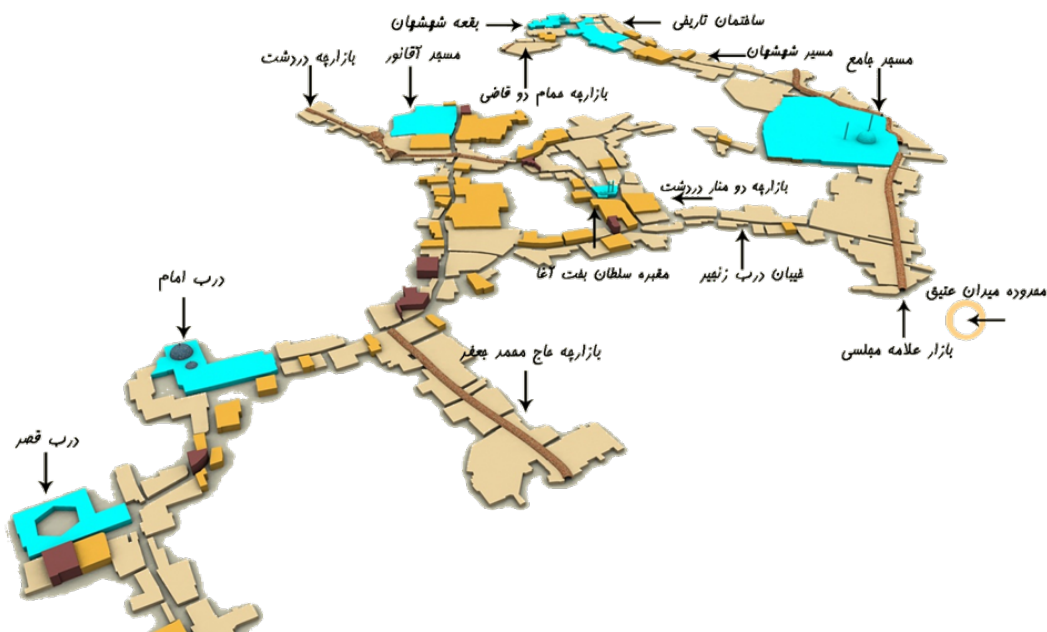 ساختمان تاریخی
بقعه شهشهان
مسیر شهشهان
مسجد جامع
مسجد آقانور
بازارچه دردشت
بازارچه حمام دو قاضی
بازارچه دو منار دردشت
مقبره سلطان بخت آغا
خیابان درب زنجیر
محدوده میدان عتیق
درب امام
بازارچه حاج محمد جعفر
بازار علامه مجلسی
درب قصر